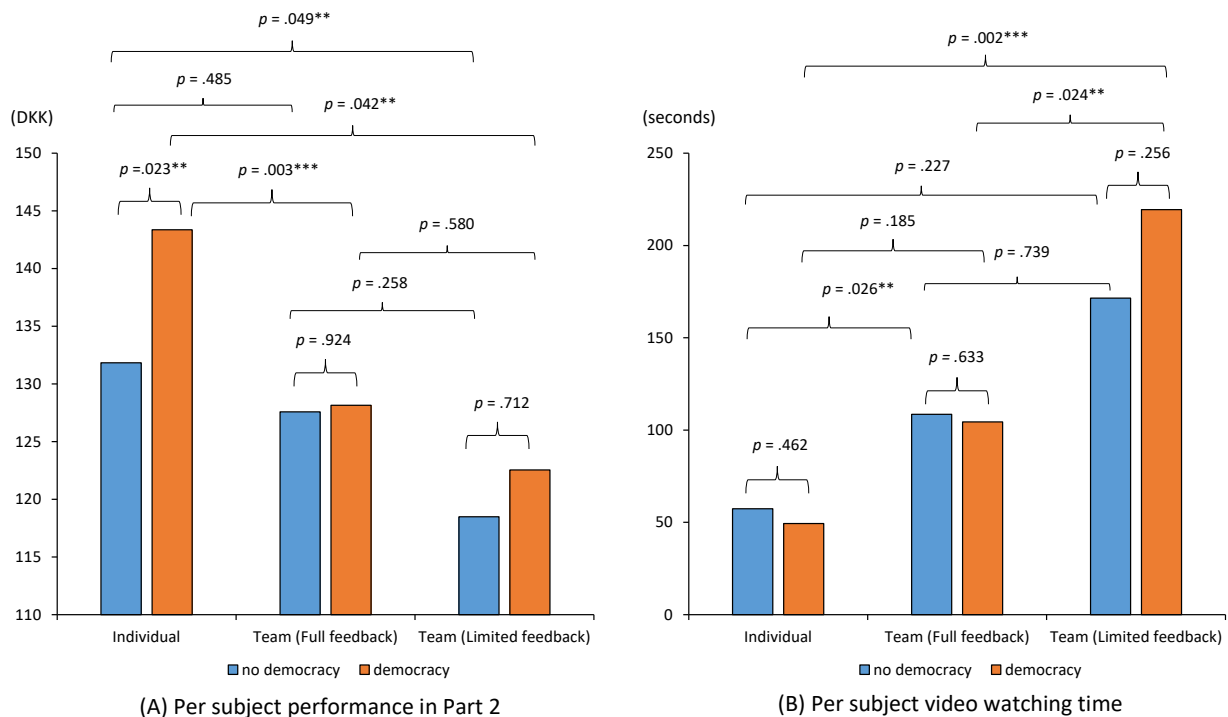 p = .049**
p = .485
(DKK)
p = .042**
150
p =.023**
p = .003***
145
p = .580
140
p = .258
135
p = .924
130
p = .712
125
120
115
110
Individual
Team (Full feedback)
Team (Limited feedback)
no democracy
democracy
(A) Per subject performance in Part 2
p = .002***
(seconds)
p = .024**
250
p = .256
p = .227
200
p = .185
p = .739
p = .026**
150
p = .633
100
p = .462
50
0
Individual
Team (Full feedback)
Team (Limited feedback)
no democracy
democracy
(B) Per subject video watching time